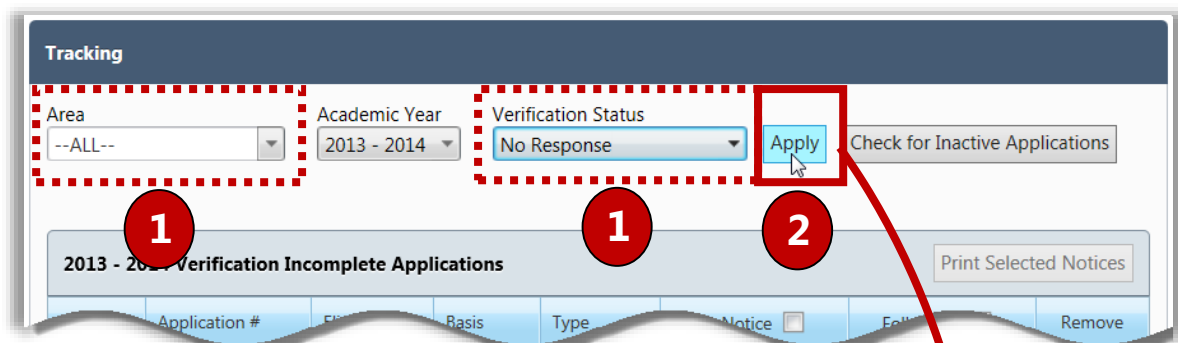 Tracking
Area Academic Year Verification Status
--ALL-- 2013 - 2014 No Response Apply Check for Inactive Applications
1 1 2
2013 - Verification Incomplete Applications Print Selected Notices
Application # Basis Type Notice Remove